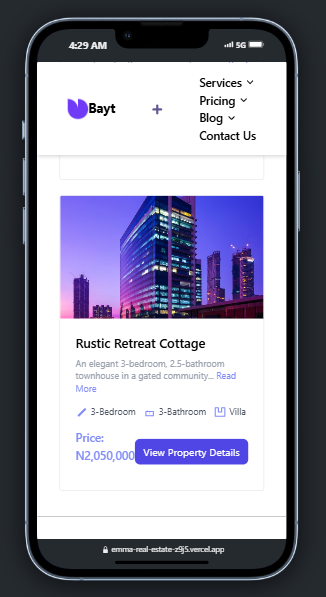 4:29 AM
5G
Services
Bayt
+
Pricing
Blog
Contact Us
Rustic Retreat Cottage
An elegant 3-bedroom, 2.5-bathroom
townhouse in a gated community... Read
More
3-Bedroom
3-Bathroom
Villa
Price:
N2,050,000
View Property Details
emma-real-estate-z9j5.vercel.app